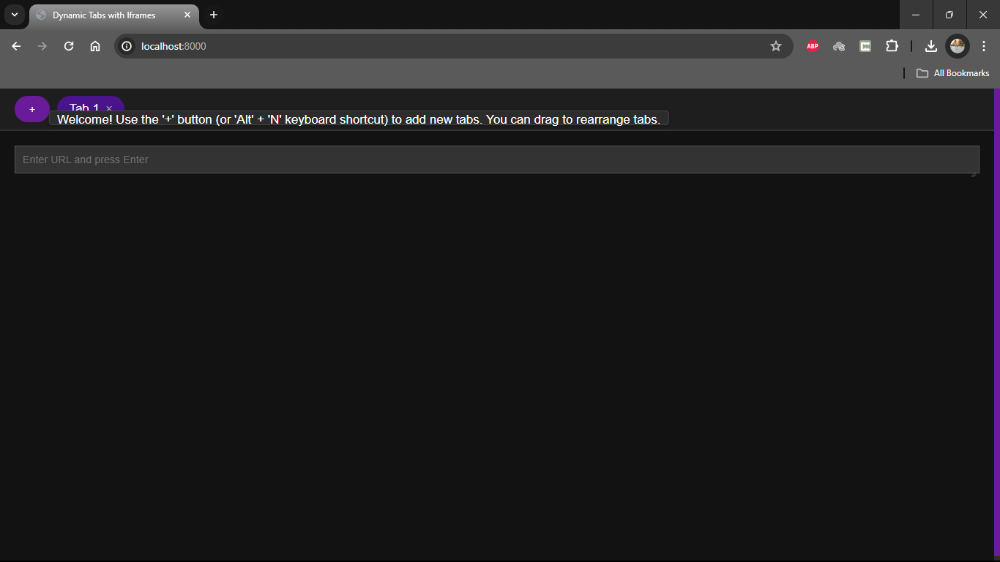 Dynamic Tabs with Iframes
localhost:8000
ABP
All Bookmarks
+ Tab 1 ×
Welcome! Use the '+' button (or 'Alt' + 'N' keyboard shortcut) to add new tabs. You can drag to rearrange tabs.
Enter URL and press Enter